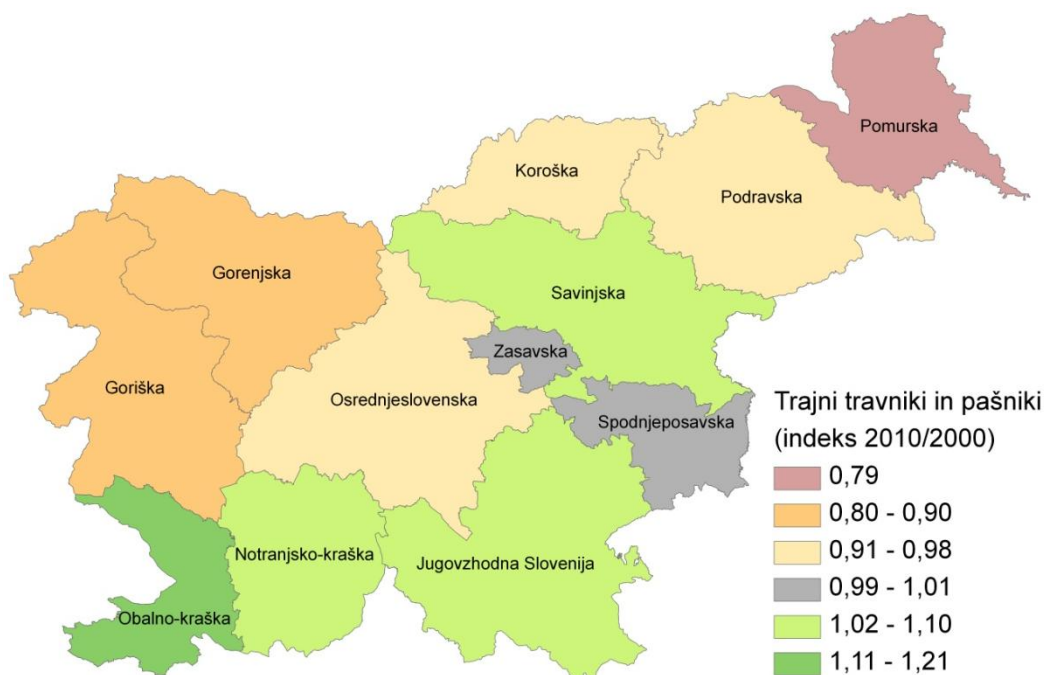 Pomurska
Koroška
Podravska
Gorenjska
Savinjska
Zasavska
Goriška
Osrednjeslovenska
Spodnjeposavska
Notranjsko-kraška
Jugovzhodna Slovenija
Obalno-kraška
Trajni travniki in pašniki
(indeks 2010/2000)
0,79
0,80 - 0,90
0,91 - 0,98
0,99 - 1,01
1,02 - 1,10
1,11 - 1,21